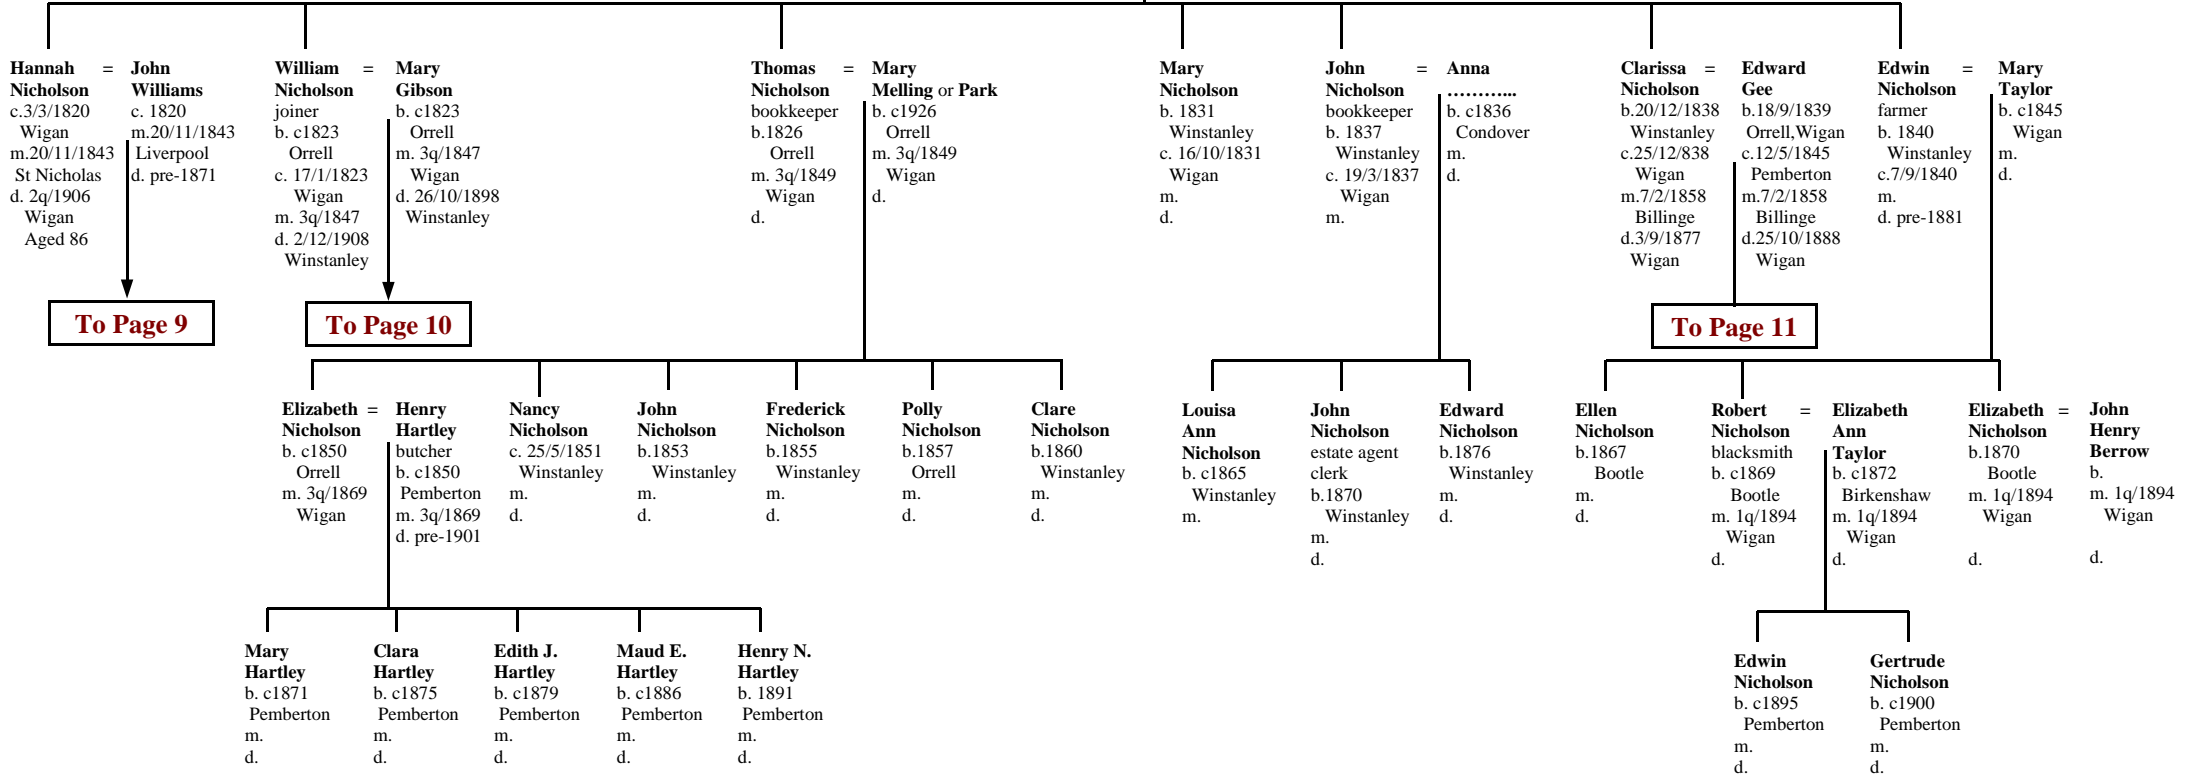 Hannah =
Nicholson
c.3/3/1820
Wigan
m.20/11/1843
St Nicholas
d. 2q/1906
Wigan
Aged 86
John
Williams
c. 1820
m.20/11/1843
Liverpool
d. pre-1871
To Page 9
William =
Nicholson
joiner
b. c1823
Orrell
c. 17/1/1823
Wigan
m. 3q/1847
d. 2/12/1908
Winstanley
Mary
Gibson
b. c1823
Orrell
m. 3q/1847
Wigan
d. 26/10/1898
Winstanley
To Page 10
Thomas =
Nicholson
bookkeeper
b.1826
Orrell
m. 3q/1849
Wigan
d.
Mary
Melling or Park
b. c1926
Orrell
m. 3q/1849
Wigan
d.
Mary
Nicholson
b. 1831
Winstanley
c. 16/10/1831
Wigan
m.
d.
John =
Nicholson
bookkeeper
b. 1837
Winstanley
c. 19/3/1837
Wigan
m.
Anna
………...
b. c1836
Condover
m.
d.
Clarissa =
Nicholson
b.20/12/1838
Winstanley
c.25/12/838
Wigan
m.7/2/1858
Billinge
d.3/9/1877
Wigan
Edward
Gee
b.18/9/1839
Orrell,Wigan
c.12/5/1845
Pemberton
m.7/2/1858
Billinge
d.25/10/1888
Wigan
To Page 11
Edwin =
Nicholson
farmer
b. 1840
Winstanley
c.7/9/1840
m.
d. pre-1881
Mary
Taylor
b. c1845
Wigan
m.
d.
Elizabeth =
Nicholson
b. c1850
Orrell
m. 3q/1869
Wigan
Henry
Hartley
butcher
b. c1850
Pemberton
m. 3q/1869
d. pre-1901
Nancy
Nicholson
c. 25/5/1851
Winstanley
m.
d.
John
Nicholson
b.1853
Winstanley
m.
d.
Frederick
Nicholson
b.1855
Winstanley
m.
d.
Polly
Nicholson
b.1857
Orrell
m.
d.
Clare
Nicholson
b.1860
Winstanley
m.
d.
Louisa
Ann
Nicholson
b. c1865
Winstanley
m.
John
Nicholson
estate agent
clerk
b.1870
Winstanley
m.
d.
Edward
Nicholson
b.1876
Winstanley
m.
d.
Ellen
Nicholson
b.1867
Bootle
m.
d.
Robert =
Nicholson
blacksmith
b. c1869
Bootle
m. 1q/1894
Wigan
d.
Elizabeth
Ann
Taylor
b. c1872
Birkenshaw
m. 1q/1894
Wigan
d.
Elizabeth =
Nicholson
b.1870
Bootle
m. 1q/1894
Wigan
d.
John
Henry
Berrow
b.
m. 1q/1894
Wigan
d.
Mary
Hartley
b. c1871
Pemberton
m.
d.
Clara
Hartley
b. c1875
Pemberton
m.
d.
Edith J.
Hartley
b. c1879
Pemberton
m.
d.
Maud E.
Hartley
b. c1886
Pemberton
m.
d.
Henry N.
Hartley
b. 1891
Pemberton
m.
d.
Edwin
Nicholson
b. c1895
Pemberton
m.
d.
Gertrude
Nicholson
b. c1900
Pemberton
m.
d.